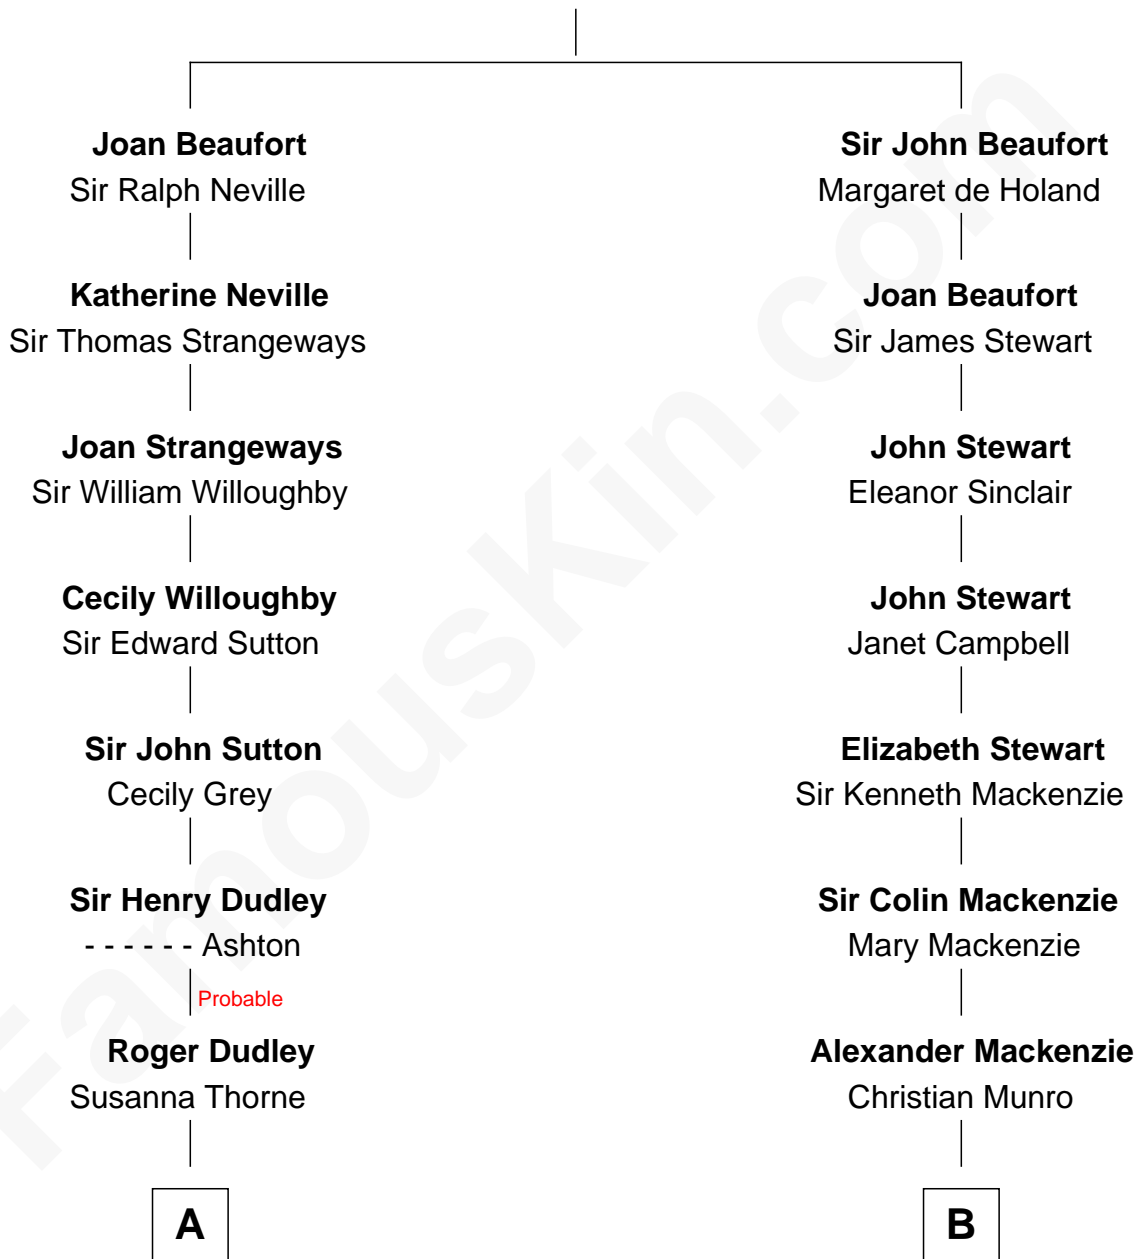 Joan Beaufort
Sir Ralph Neville
Katherine Neville
Sir Thomas Strangeways
Joan Strangeways
Sir William Willoughby
Cecily Willoughby
Sir Edward Sutton
Sir John Sutton
Cecily Grey
Sir Henry Dudley
- - - - - - Ashton
Probable
Roger Dudley
Susanna Thorne
A
Sir John Beaufort
Margaret de Holand
Joan Beaufort
Sir James Stewart
John Stewart
Eleanor Sinclair
John Stewart
Janet Campbell
Elizabeth Stewart
Sir Kenneth Mackenzie
Sir Colin Mackenzie
Mary Mackenzie
Alexander Mackenzie
Christian Munro
B
FamousKin.com